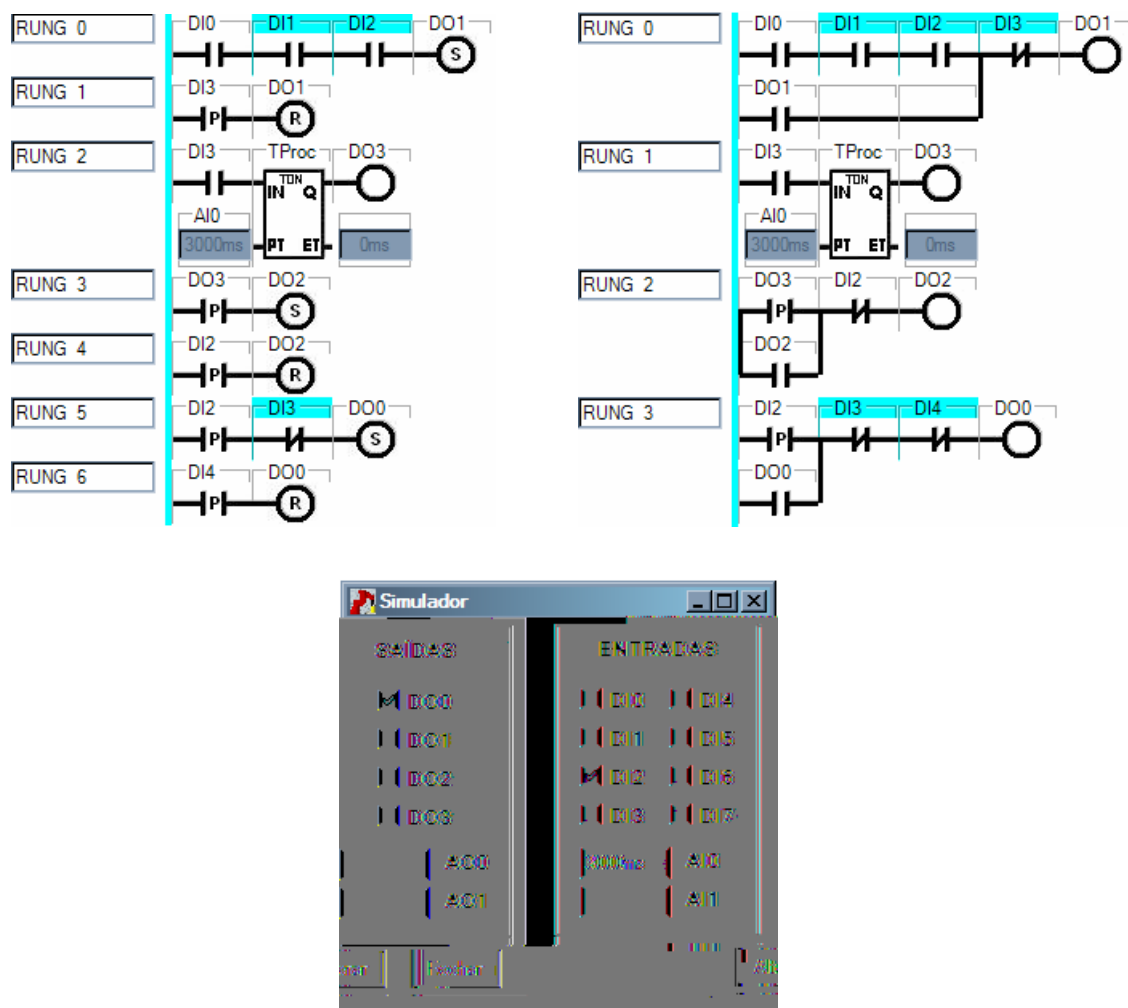 RUNG 0
DI0 DI1 DI2 DO1
S
RUNG 1
DI3 DO1
P R
RUNG 2
DI3 TProc DO3
TON
IN Q
AI0
3000ms PT ET 0ms
RUNG 3
DO3 DO2
P S
RUNG 4
DI2 DO2
P R
RUNG 5
DI2 DI3 DO0
P S
RUNG 6
DI4 DO0
P R
RUNG 0
DI0 DI1 DI2 DI3 DO1
DO1
RUNG 1
DI3 TProc DO3
TON
IN Q
AI0
3000ms PT ET 0ms
RUNG 2
DO3 DI2 DO2
P
DO2
RUNG 3
DI2 DI3 DI4 DO0
P
DO0
Simulador
SAÍDAS
DO0
DO1
DO2
DO3
AO0
AO1
ENTRADAS
DI0 DI4
DI1 DI5
DI2 DI6
DI3 DI7
3000ms AI0
AI1
Fechar